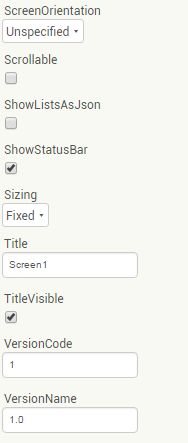 ScreenOrientation
Unspecified
Scrollable
ShowListsAsJson
ShowStatusBar
Sizing
Fixed
Title
Screen1
TitleVisible
VersionCode
1
VersionName
1.0